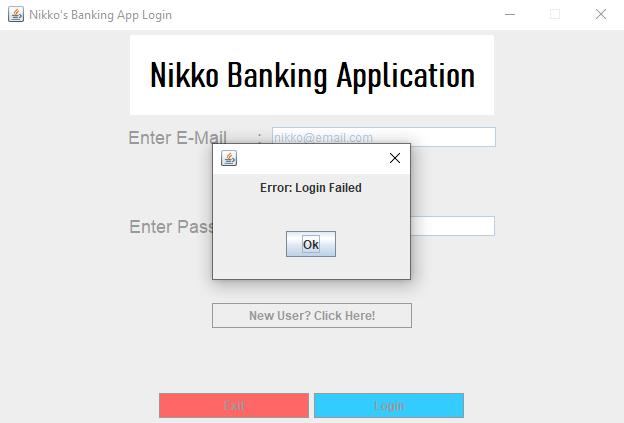 Nikko's Banking App Login
Nikko Banking Application
Enter E-Mail :
nikko@email.com
Error: Login Failed
Enter Pass
Ok
New User? Click Here!
Exit
Login